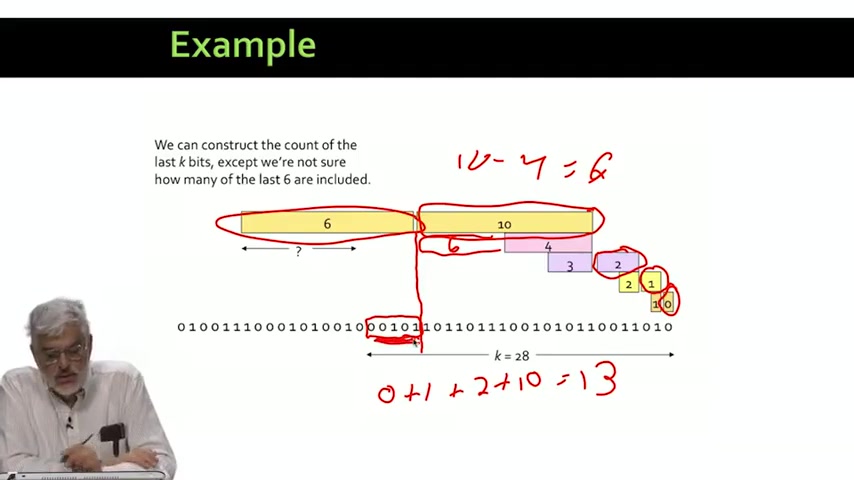 Example
We can construct the count of the
last k bits, except we're not sure
how many of the last 6 are included.
10 - 4 = 6
6 10
? 6 4
3 2
2 1
1 0
010011100010100100010110110111001010110011010
k = 28
0 + 1 + 2 + 10 = 13